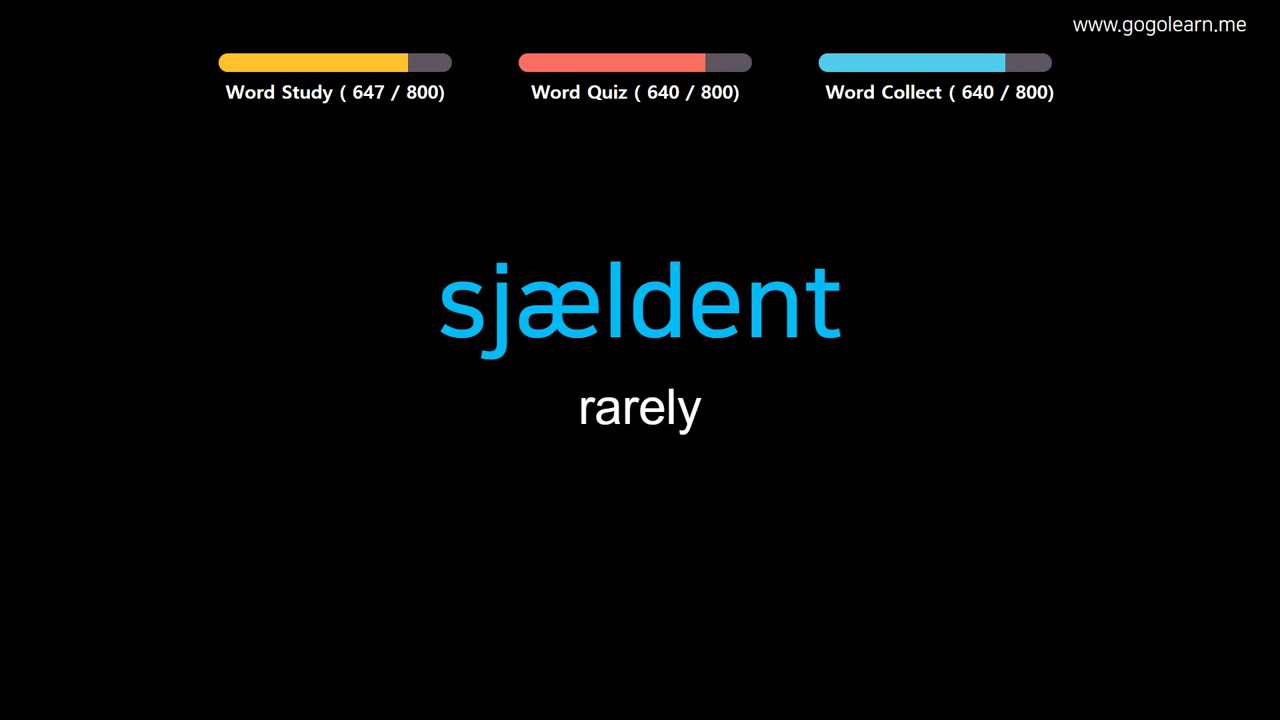 www.gogolearn.me
Word Study ( 647 / 800)
Word Quiz ( 640 / 800)
Word Collect ( 640 / 800)
sjældent
rarely